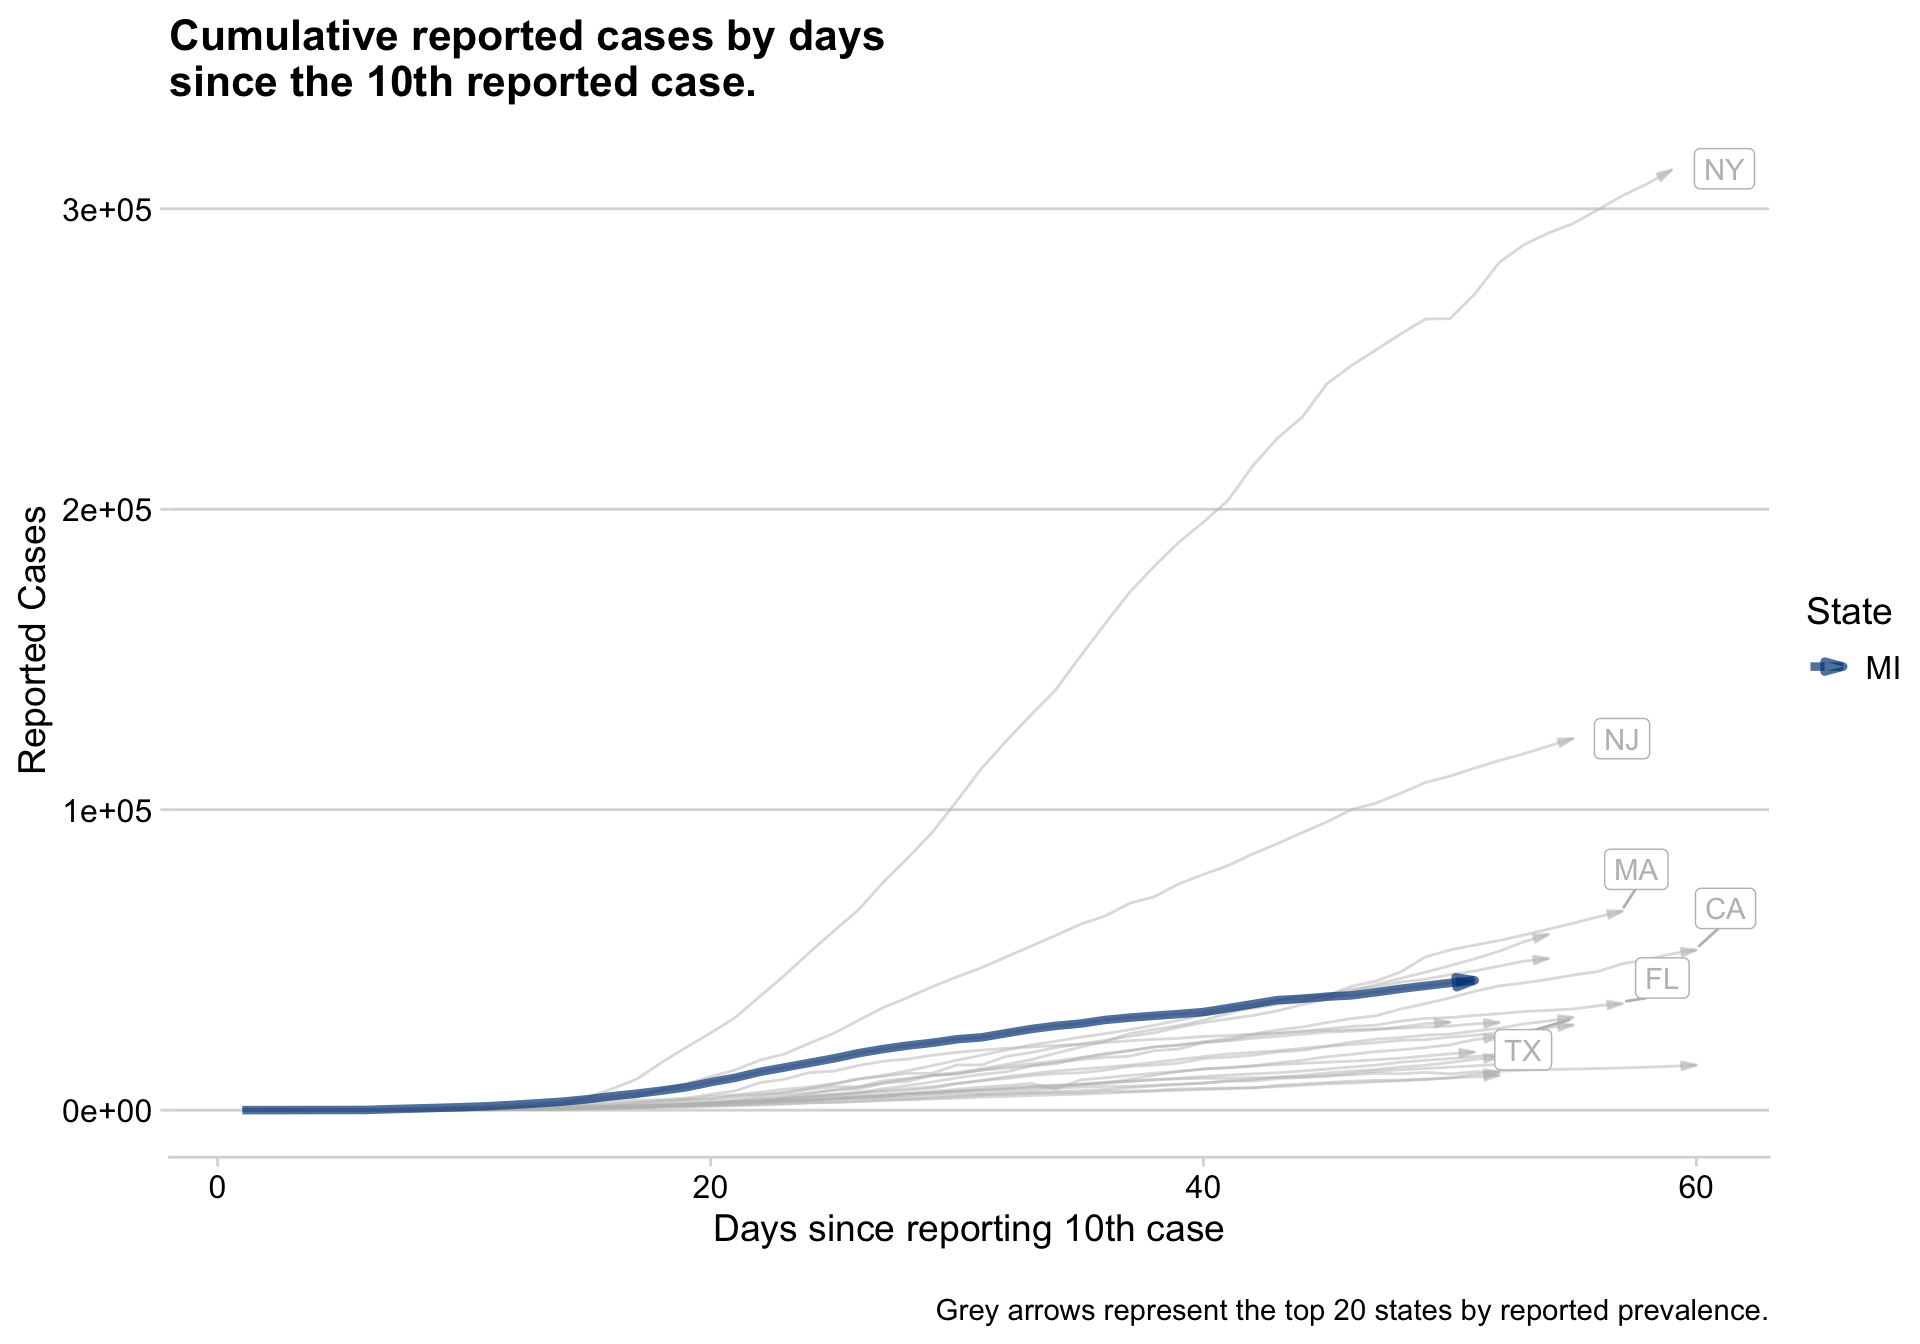 Cumulative reported cases by days
since the 10th reported case.
NY
3e+05
2e+05
Reported Cases
State
MI
NJ
1e+05
MA
CA
FL
TX
0e+00
0 20 40 60
Days since reporting 10th case
Grey arrows represent the top 20 states by reported prevalence.